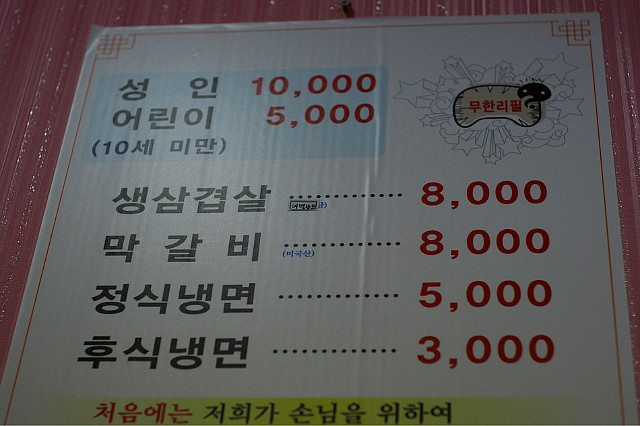 성 인 10,000
무한리필
어린이 5,000
(10세 미만)
생삼겹살 ............... 8,000
막 갈 비 ............... 8,000
(미국산)
정식냉면 ............... 5,000
후식냉면 ............... 3,000
처음에는 저희가 손님을 위하여